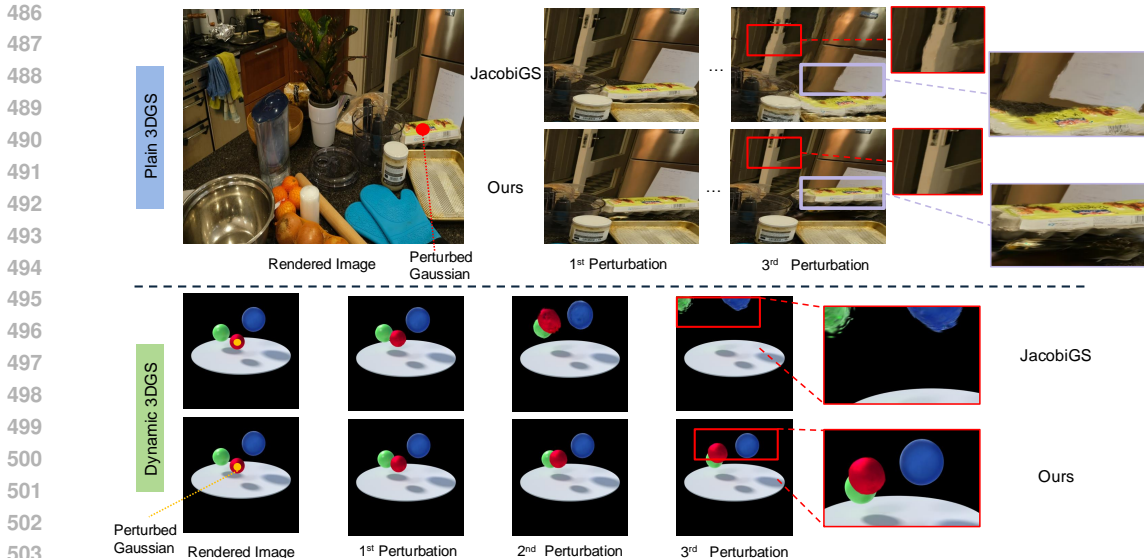 486
487
488
489
490
491
492
493
494
495
496
497
498
499
500
501
502
503
Plain 3DGS
JacobiGS
...
Ours
...
Rendered Image
Perturbed
Gaussian
1st Perturbation
3rd Perturbation
Dynamic 3DGS
JacobiGS
Ours
Perturbed
Gaussian
Rendered Image
1st Perturbation
2nd Perturbation
3rd Perturbation